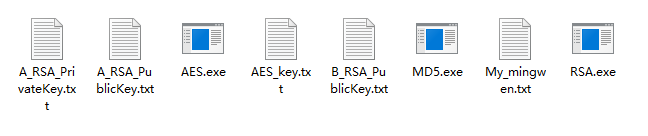 A_RSA_Pri
vateKey.tx
t
A_RSA_Pu
blicKey.txt
AES.exe
AES_key.tx
t
B_RSA_Pu
blicKey.txt
MD5.exe
My_mingw
en.txt
RSA.exe